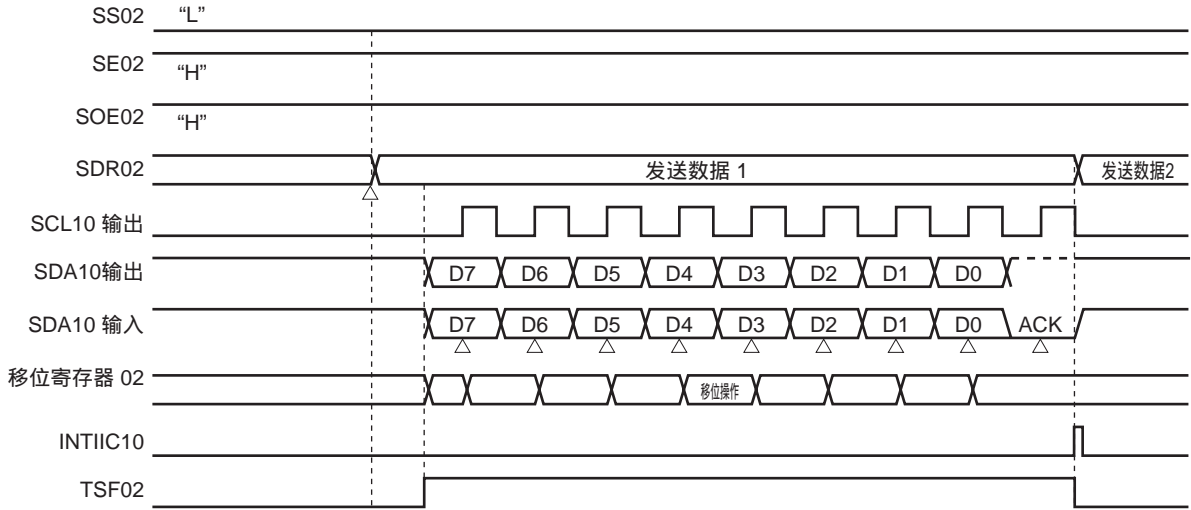 SS02 “L”
SE02 “H”
SOE02 “H”
SDR02 发送数据 1 发送数据2
SCL10 输出
SDA10输出 D7 D6 D5 D4 D3 D2 D1 D0
SDA10 输入 D7 D6 D5 D4 D3 D2 D1 D0 ACK
移位寄存器 02 移位操作
INTIIC10
TSF02